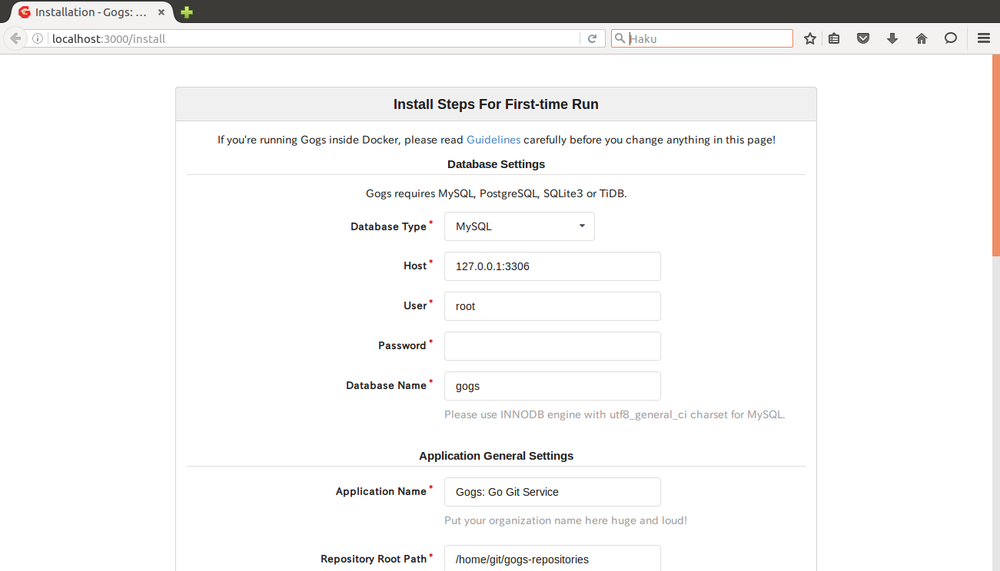 Installation - Gogs: ...
localhost:3000/install
Haku
Install Steps For First-time Run
If you're running Gogs inside Docker, please read Guidelines carefully before you change anything in this page!
Database Settings
Gogs requires MySQL, PostgreSQL, SQLite3 or TiDB.
Database Type * MySQL
Host * 127.0.0.1:3306
User * root
Password *
Database Name * gogs
Please use INNODB engine with utf8_general_ci charset for MySQL.
Application General Settings
Application Name * Gogs: Go Git Service
Put your organization name here huge and loud!
Repository Root Path * /home/git/gogs-repositories